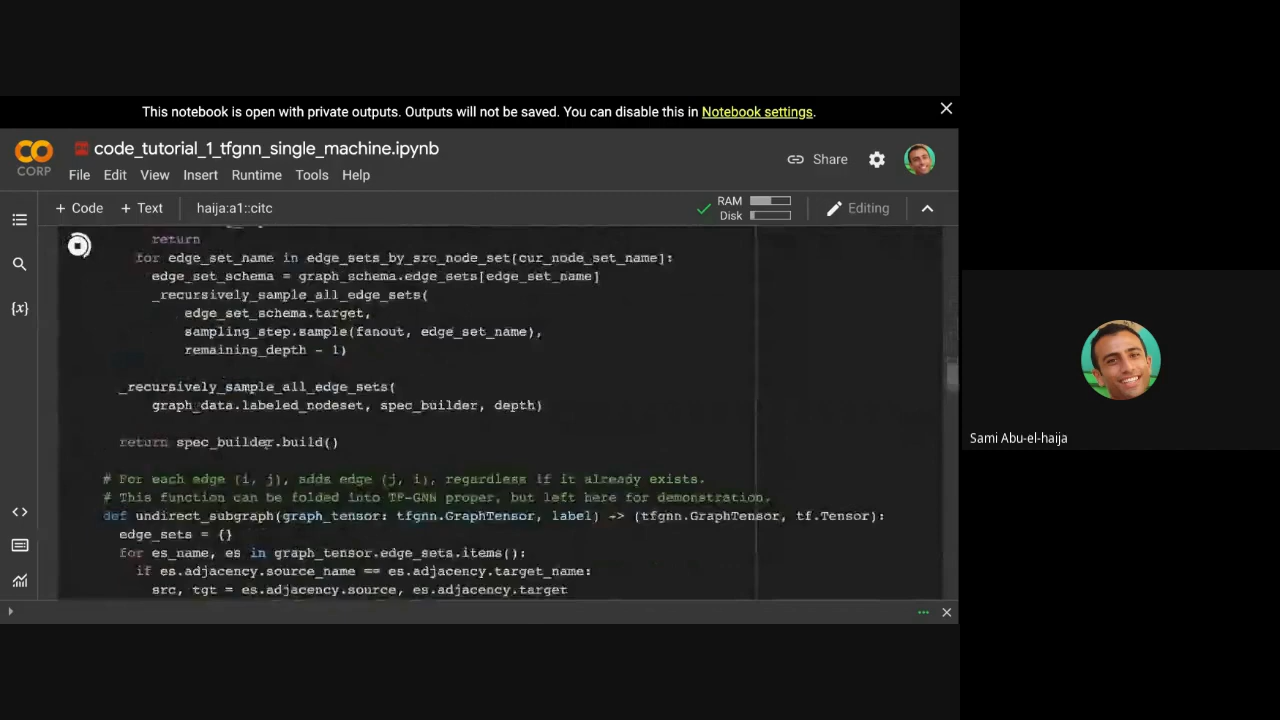 This notebook is open with private outputs. Outputs will not be saved. You can disable this in Notebook settings.
CORP
code_tutorial_1_tfgnn_single_machine.ipynb
File Edit View Insert Runtime Tools Help
Share
+ Code + Text haija:a1::citc
RAM
Disk
Editing
return
for edge_set_name in edge_sets_by_src_node_set[cur_node_set_name]:
edge_set_schema = graph_schema.edge_sets[edge_set_name]
_recursively_sample_all_edge_sets(
edge_set_schema.target,
sampling_step.sample(fanout, edge_set_name),
remaining_depth - 1)
_recursively_sample_all_edge_sets(
graph_data.labeled_nodeset, spec_builder, depth)
return spec_builder.build()
# For each edge (i, j), adds edge (j, i), regardless if it already exists.
# This function can be folded into TF-GNN proper, but left here for demonstration.
def undirect_subgraph(graph_tensor: tfgnn.GraphTensor, label) -> (tfgnn.GraphTensor, tf.Tensor):
edge_sets = {}
for es_name, es in graph_tensor.edge_sets.items():
if es.adjacency.source_name == es.adjacency.target_name:
src, tgt = es.adjacency.source, es.adjacency.target
{x}
Sami Abu-el-haija